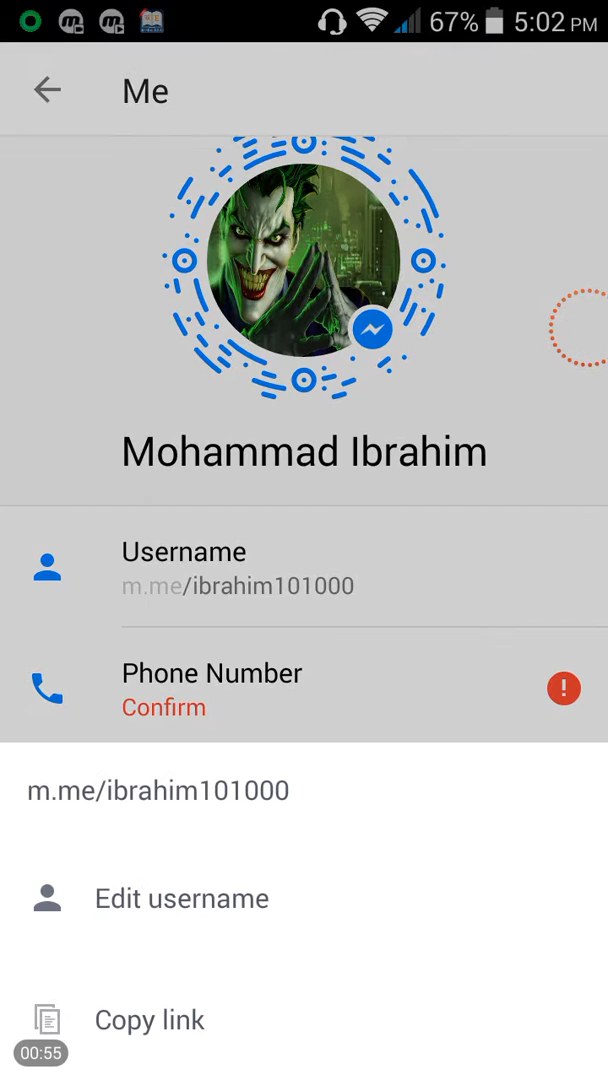 67% 5:02 PM
Me
Mohammad Ibrahim
Username
m.me/ibrahim101000
Phone Number
Confirm
!
m.me/ibrahim101000
Edit username
Copy link
00:55